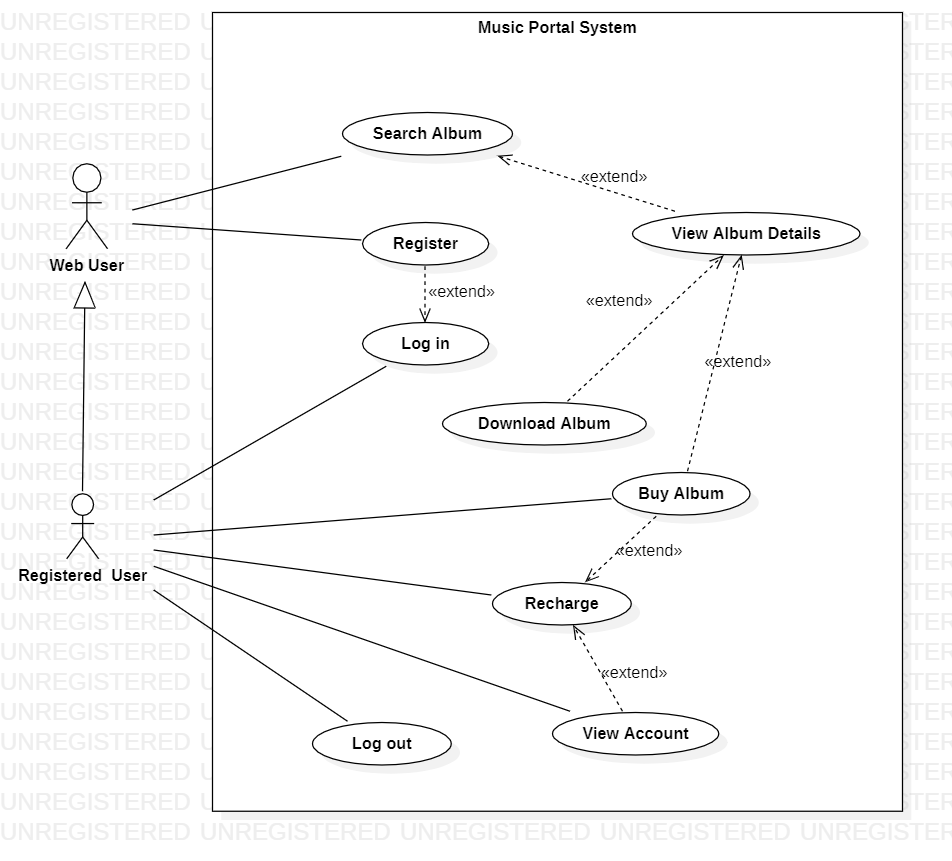 Music Portal System
Search Album
«extend»
View Album Details
Register
Web User
«extend»
«extend»
Log in
«extend»
Download Album
Buy Album
«extend»
Registered  User
Recharge
«extend»
View Account
Log out
UNREGISTERED UNREGISTERED UNREGISTERED UNREGISTERED UNREGISTERED